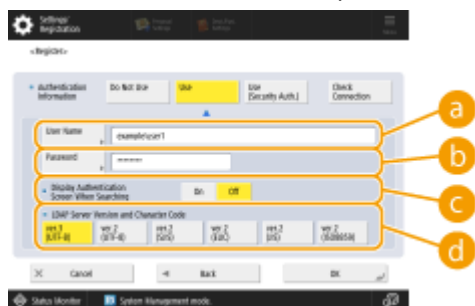 Settings/
Registration
Menu
<Register>
Authentication
Information
Do Not Use
Use
Use
(Security Auth.)
Check
Connection
a
User Name
example\user1
b
Password
********
c
Display Authentication
Screen When Searching
On
Off
d
LDAP Server Version and Character Code
ver.3
(UTF-8)
ver.2
(UTF-8)
ver.2
(SJIS)
ver.2
(EUC)
ver.2
(JIS)
ver.2
(ISO8859)
Cancel
Back
OK
Status Monitor
System Management mode.